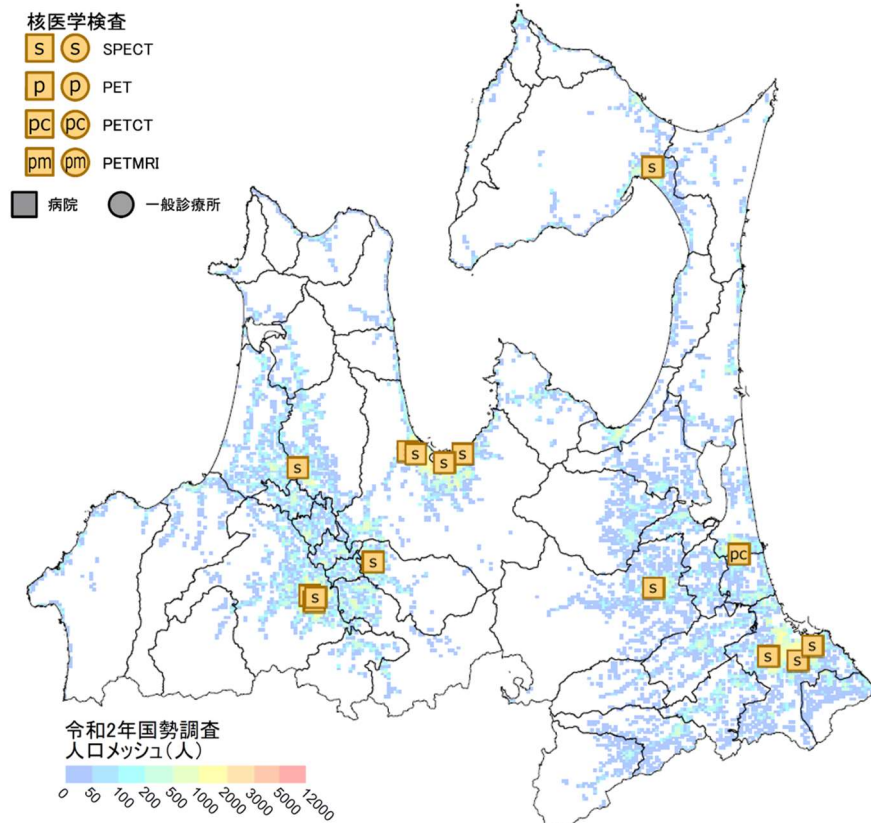 核医学検査
s s SPECT
p p PET
pc pc PETCT
pm pm PETMRI
病院 一般診療所
s
s
s
s
s
s
pc
s
s
s
s
s
令和2年国勢調査
人口メッシュ(人)
0 50 100 200 500 1000 2000 3000 5000 12000